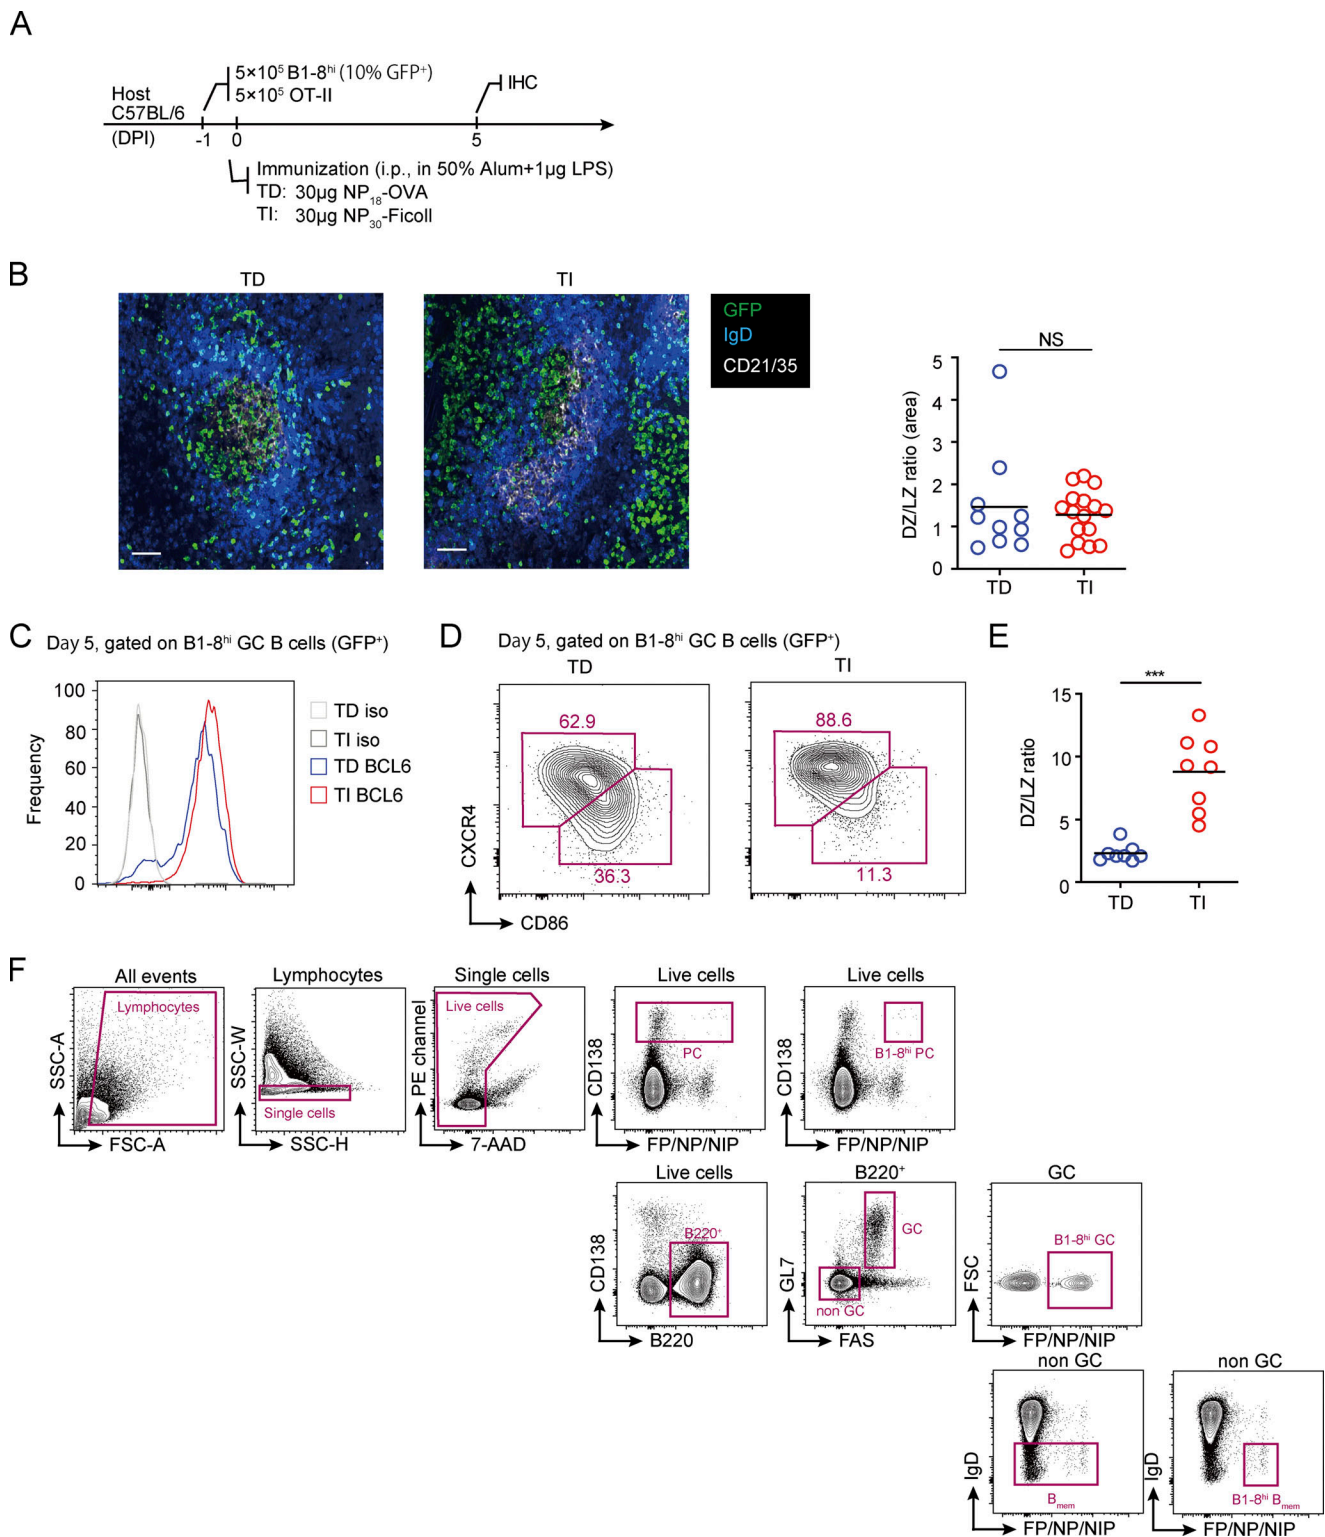 A
Host
C57BL/6
(DPI)
5×10⁵ B1-8ʰⁱ (10% GFP⁺)
5×10⁵ OT-II
IHC
-1 0 5
Immunization (i.p., in 50% Alum+1µg LPS)
TD: 30µg NP₁₈-OVA
TI: 30µg NP₃₀-Ficoll
B
TD
TI
GFP
IgD
CD21/35
NS
DZ/LZ ratio (area)
5
4
3
2
1
0
TD TI
C
Day 5, gated on B1-8ʰⁱ GC B cells (GFP⁺)
Frequency
100
80
60
40
20
0
TD iso
TI iso
TD BCL6
TI BCL6
D
Day 5, gated on B1-8ʰⁱ GC B cells (GFP⁺)
TD
TI
62.9
36.3
88.6
11.3
CXCR4
CD86
E
***
DZ/LZ ratio
15
10
5
0
TD TI
F
All events
Lymphocytes
SSC-A
FSC-A
Lymphocytes
Single cells
SSC-W
SSC-H
Single cells
Live cells
PE channel
7-AAD
Live cells
PC
CD138
FP/NP/NIP
Live cells
B1-8ʰⁱ PC
CD138
FP/NP/NIP
Live cells
B220⁺
CD138
B220
B220⁺
GC
non GC
GL7
FAS
GC
B1-8ʰⁱ GC
FSC
FP/NP/NIP
non GC
Bₘₑₘ
IgD
FP/NP/NIP
non GC
B1-8ʰⁱ Bₘₑₘ
IgD
FP/NP/NIP